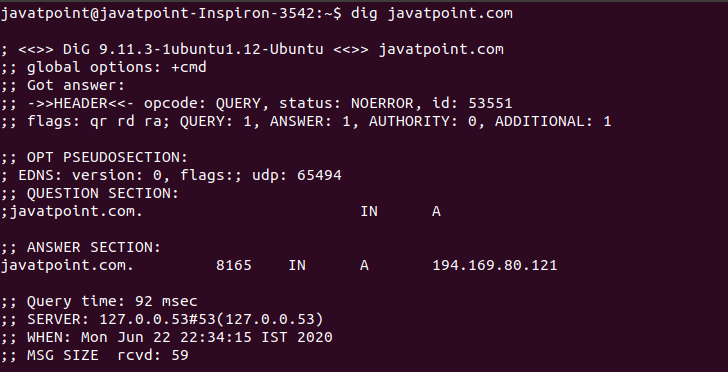 javatpoint@javatpoint-Inspiron-3542:~$ dig javatpoint.com
; <<>> DiG 9.11.3-1ubuntu1.12-Ubuntu <<>> javatpoint.com
;; global options: +cmd
;; Got answer:
;; ->>HEADER<<- opcode: QUERY, status: NOERROR, id: 53551
;; flags: qr rd ra; QUERY: 1, ANSWER: 1, AUTHORITY: 0, ADDITIONAL: 1
;; OPT PSEUDOSECTION:
; EDNS: version: 0, flags:; udp: 65494
;; QUESTION SECTION:
;javatpoint.com. IN A
;; ANSWER SECTION:
javatpoint.com. 8165 IN A 194.169.80.121
;; Query time: 92 msec
;; SERVER: 127.0.0.53#53(127.0.0.53)
;; WHEN: Mon Jun 22 22:34:15 IST 2020
;; MSG SIZE rcvd: 59